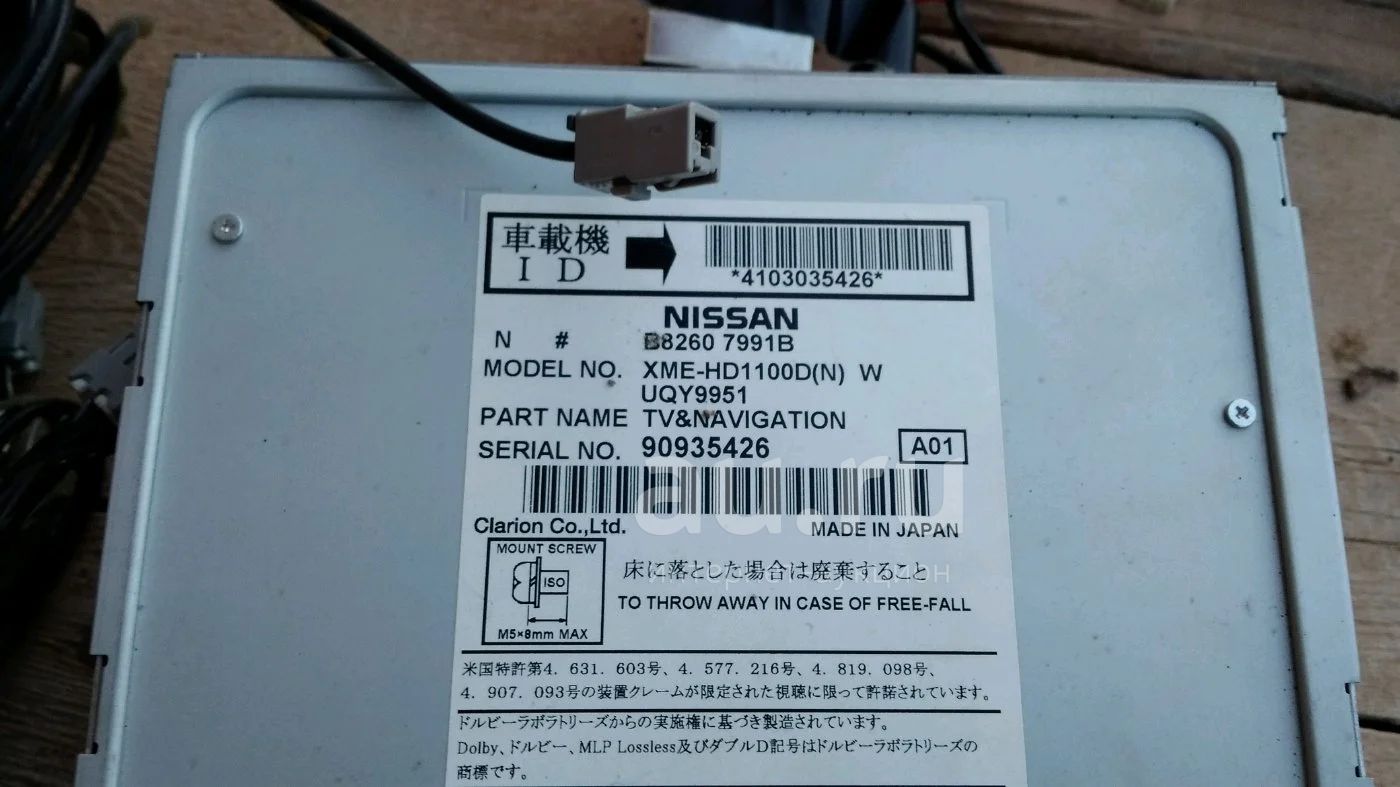 車載機
ID
*4103035426*
NISSAN
N # B8260 7991B
MODEL NO. XME-HD1100D(N) W
UQY9951
PART NAME TV&NAVIGATION
SERIAL NO. 90935426 A01
au.ru
Clarion Co.,Ltd. MADE IN JAPAN
MOUNT SCREW
ISO
M5×8mm MAX
床に落とした場合は廃棄すること
TO THROW AWAY IN CASE OF FREE-FALL
米国特許第4. 631. 603号、4. 577. 216号、4. 819. 098号、
4. 907. 093号の装置クレームが限定された視聴に限って許諾されています。
ドルビーラボラトリーズからの実施権に基づき製造されています。
Dolby、ドルビー、MLP Lossless及びダブルD記号はドルビーラボラトリーズの
商標です。